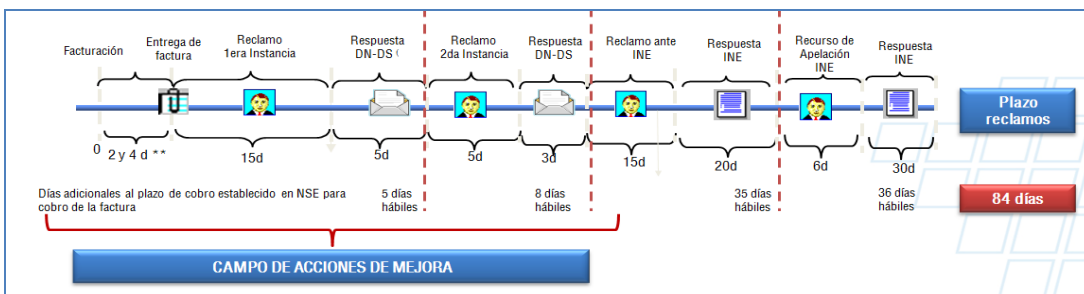 Facturación
Entrega de
factura
Reclamo
1era Instancia
Respuesta
DN-DS (
Reclamo
2da Instancia
Respuesta
DN-DS
Reclamo ante
INE
Respuesta
INE
Recurso de
Apelación
INE
Respuesta
INE
Plazo
reclamos
0
2 y 4 d **
15d
5d
5d
3d
15d
20d
6d
30d
Días adicionales al plazo de cobro establecido en NSE para
cobro de la factura
5 días
hábiles
8 días
hábiles
35 días
hábiles
36 días
hábiles
84 días
CAMPO DE ACCIONES DE MEJORA